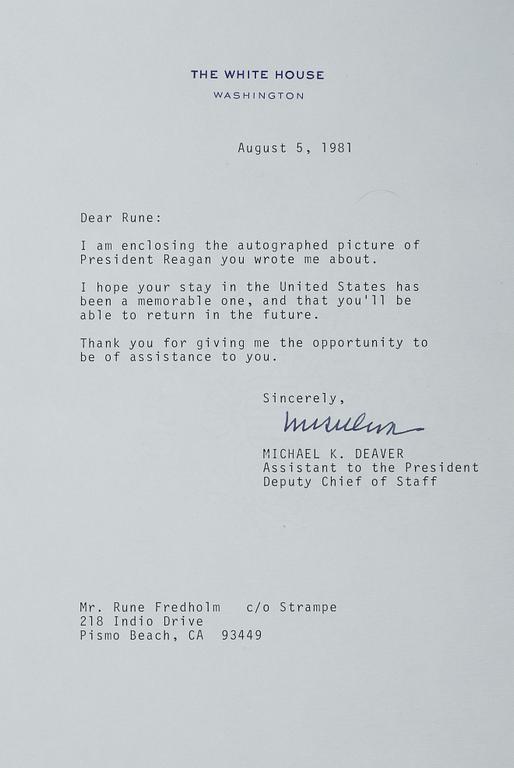 THE WHITE HOUSE
WASHINGTON
August 5, 1981
Dear Rune:
I am enclosing the autographed picture of
President Reagan you wrote me about.
I hope your stay in the United States has
been a memorable one, and that you'll be
able to return in the future.
Thank you for giving me the opportunity to
be of assistance to you.
Sincerely,
MICHAEL K. DEAVER
Assistant to the President
Deputy Chief of Staff
Mr. Rune Fredholm c/o Strampe
218 Indio Drive
Pismo Beach, CA 93449